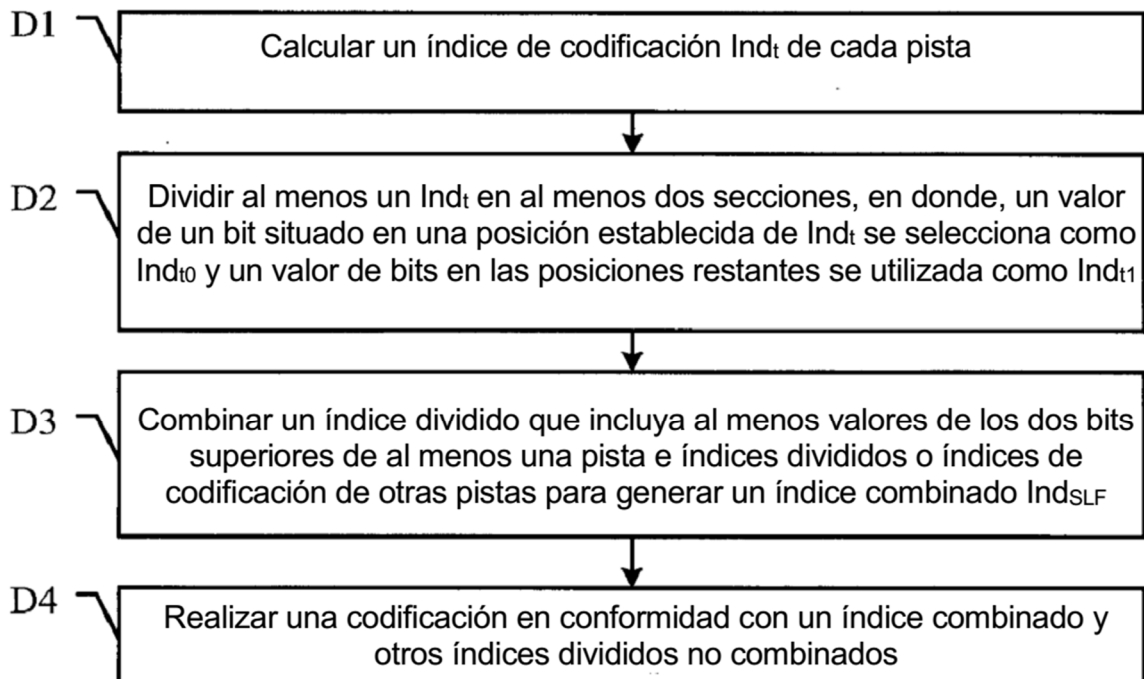 D1
Calcular un índice de codificación Indt de cada pista
D2
Dividir al menos un Indt en al menos dos secciones, en donde, un valor
de un bit situado en una posición establecida de Indt se selecciona como
Indt0 y un valor de bits en las posiciones restantes se utilizada como Indt1
D3
Combinar un índice dividido que incluya al menos valores de los dos bits
superiores de al menos una pista e índices divididos o índices de
codificación de otras pistas para generar un índice combinado IndSLF
D4
Realizar una codificación en conformidad con un índice combinado y
otros índices divididos no combinados